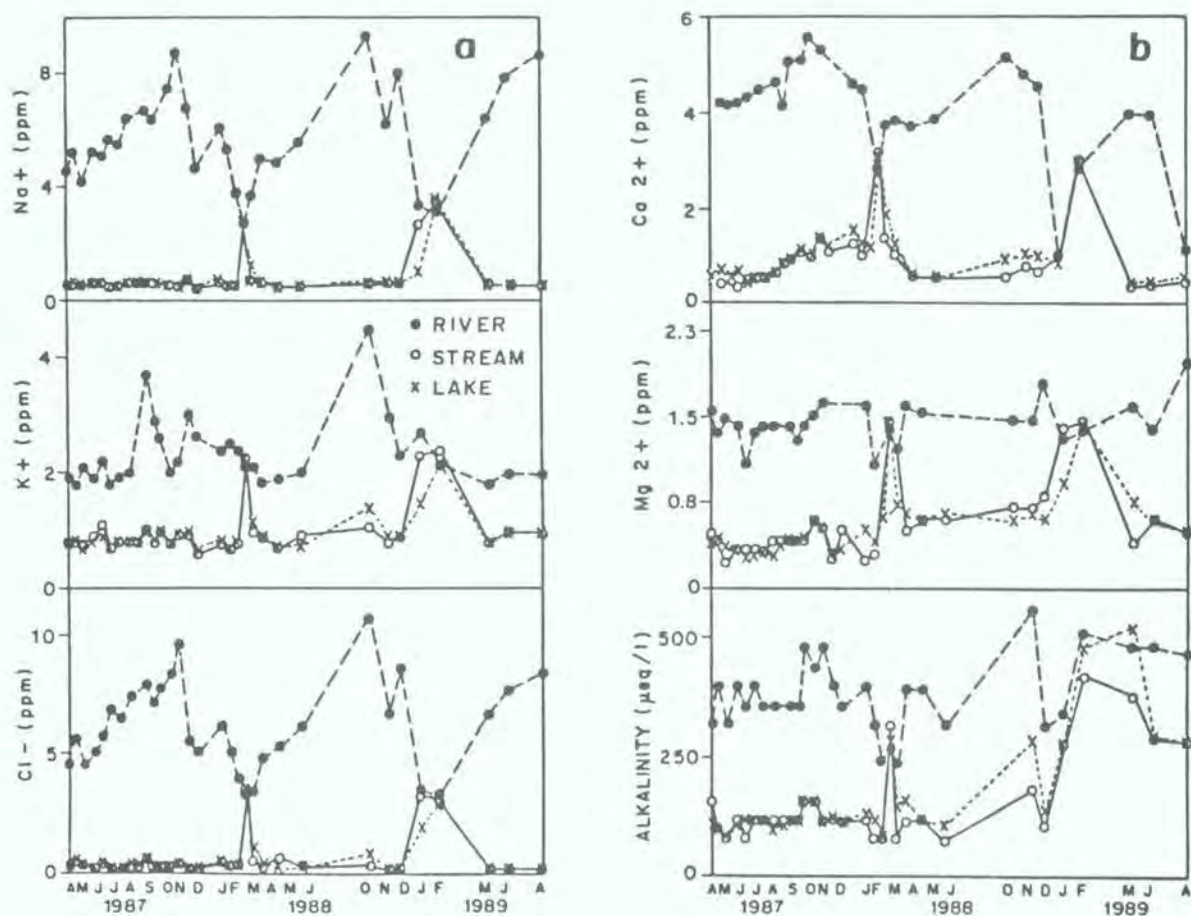 a
Na+ (ppm)
8
4
0
K+ (ppm)
4
2
0
● RIVER
○ STREAM
× LAKE
Cl- (ppm)
10
5
0
A M J J A S O N D J F M A M J O N D J F M J A
1987 1988 1989
b
Ca 2+ (ppm)
6
4
2
0
Mg 2+ (ppm)
2.3
1.5
0.8
0
ALKALINITY (µeq/l)
500
250
0
A M J J A S O N D J F M A M J O N D J F M J A
1987 1988 1989